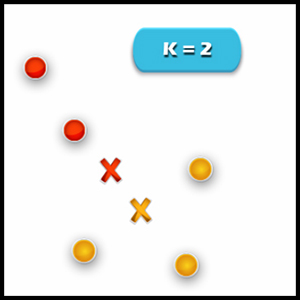 K = 2